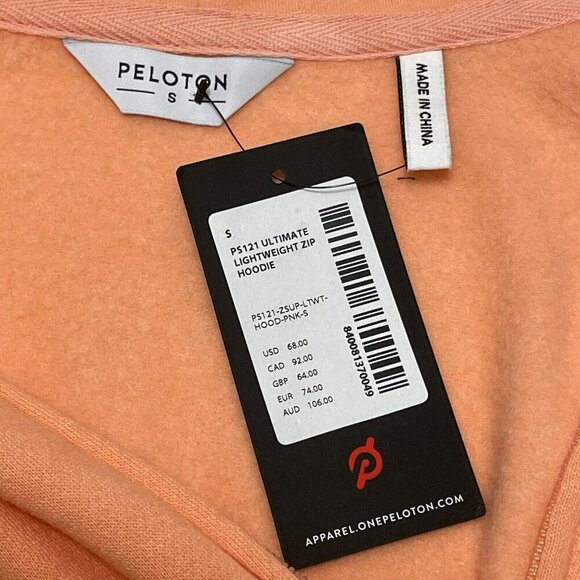 PELOTON
S
MADE IN CHINA
S
PS121 ULTIMATE
LIGHTWEIGHT ZIP
HOODIE
PS121-ZSUP-LTWT-
HOOD-PNK-S
USD 68.00
CAD 92.00
GBP 64.00
EUR 74.00
AUD 106.00
840081370049
APPAREL.ONEPELOTON.COM